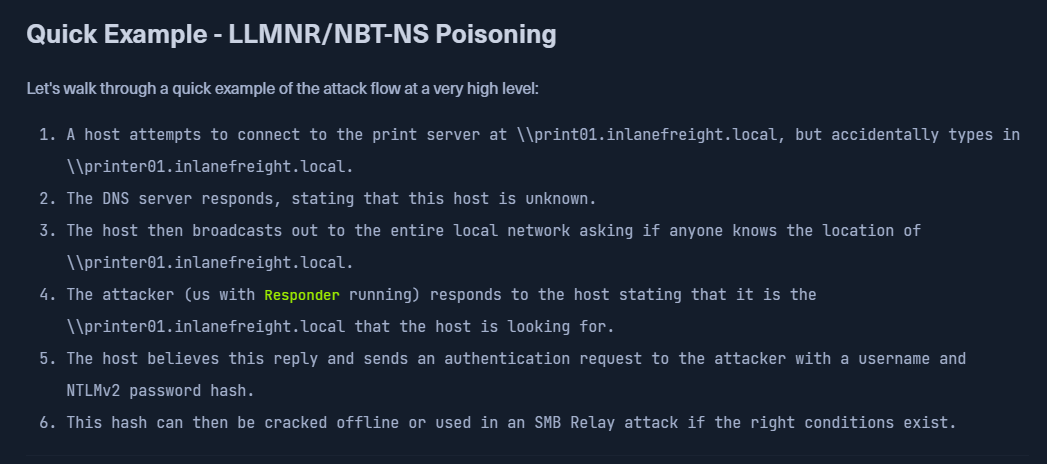 Quick Example - LLMNR/NBT-NS Poisoning
Let's walk through a quick example of the attack flow at a very high level:
1. A host attempts to connect to the print server at \\print01.inlanefreight.local, but accidentally types in
\\printer01.inlanefreight.local.
2. The DNS server responds, stating that this host is unknown.
3. The host then broadcasts out to the entire local network asking if anyone knows the location of
\\printer01.inlanefreight.local.
4. The attacker (us with Responder running) responds to the host stating that it is the
\\printer01.inlanefreight.local that the host is looking for.
5. The host believes this reply and sends an authentication request to the attacker with a username and
NTLMv2 password hash.
6. This hash can then be cracked offline or used in an SMB Relay attack if the right conditions exist.